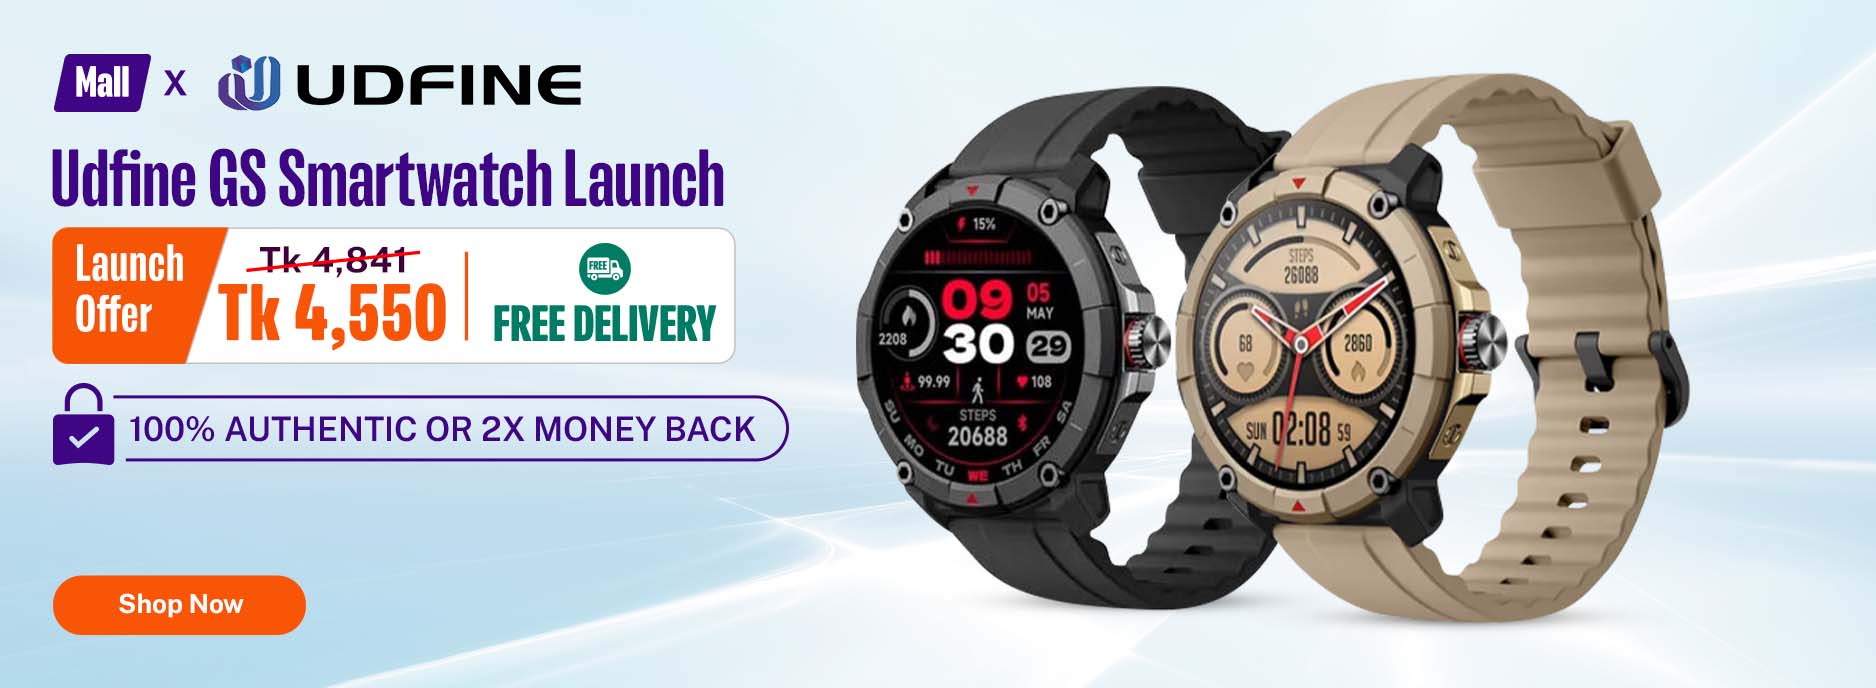 Mall X UDFINE
Udfine GS Smartwatch Launch
Launch
Offer
Tk 4,841
Tk 4,550
FREE
FREE DELIVERY
100% AUTHENTIC OR 2X MONEY BACK
Shop Now
15%
09
05
MAY
30
29
2208
99.99
108
STEPS
20688
SU MO TU WE TH FR SA
STEPS
26088
68
2860
SUN 02:08 59